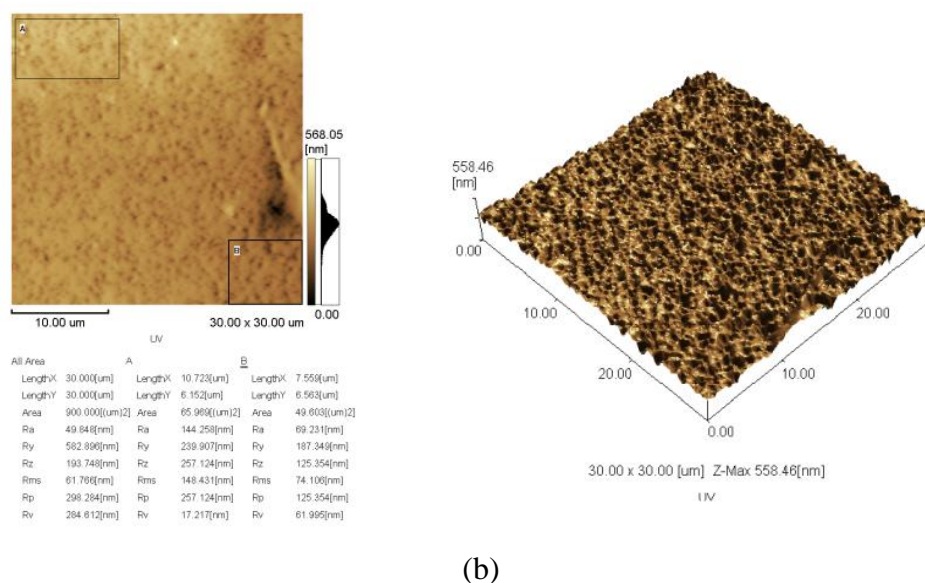 A
568.05
[nm]
B
0.00
10.00 um
30.00 x 30.00 um
UV
All Area A B
LengthX 30.000[um] LengthX 10.723[um] LengthX 7.559[um]
LengthY 30.000[um] LengthY 6.152[um] LengthY 6.563[um]
Area 900.000[(um)2] Area 65.969[(um)2] Area 49.603[(um)2]
Ra 49.848[nm] Ra 144.258[nm] Ra 69.231[nm]
Ry 582.896[nm] Ry 239.907[nm] Ry 187.349[nm]
Rz 193.748[nm] Rz 257.124[nm] Rz 125.354[nm]
Rms 61.766[nm] Rms 148.431[nm] Rms 74.106[nm]
Rp 298.284[nm] Rp 257.124[nm] Rp 125.354[nm]
Rv 284.612[nm] Rv 17.217[nm] Rv 61.995[nm]
558.46
[nm]
0.00
10.00
20.00
20.00
10.00
0.00
30.00 x 30.00 [um] Z-Max 558.46[nm]
UV
(b)